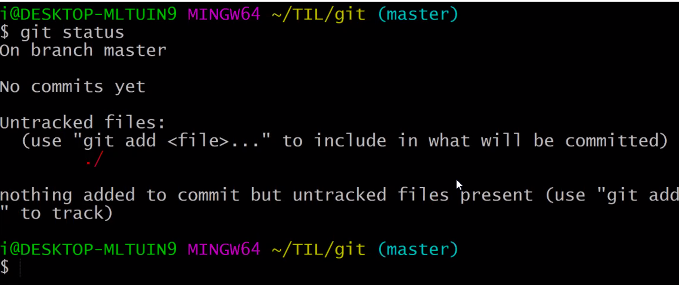 i@DESKTOP-MLTUIN9 MINGW64 ~/TIL/git (master)
$ git status
On branch master
No commits yet
Untracked files:
(use "git add <file>..." to include in what will be committed)
./
nothing added to commit but untracked files present (use "git add
" to track)
i@DESKTOP-MLTUIN9 MINGW64 ~/TIL/git (master)
$